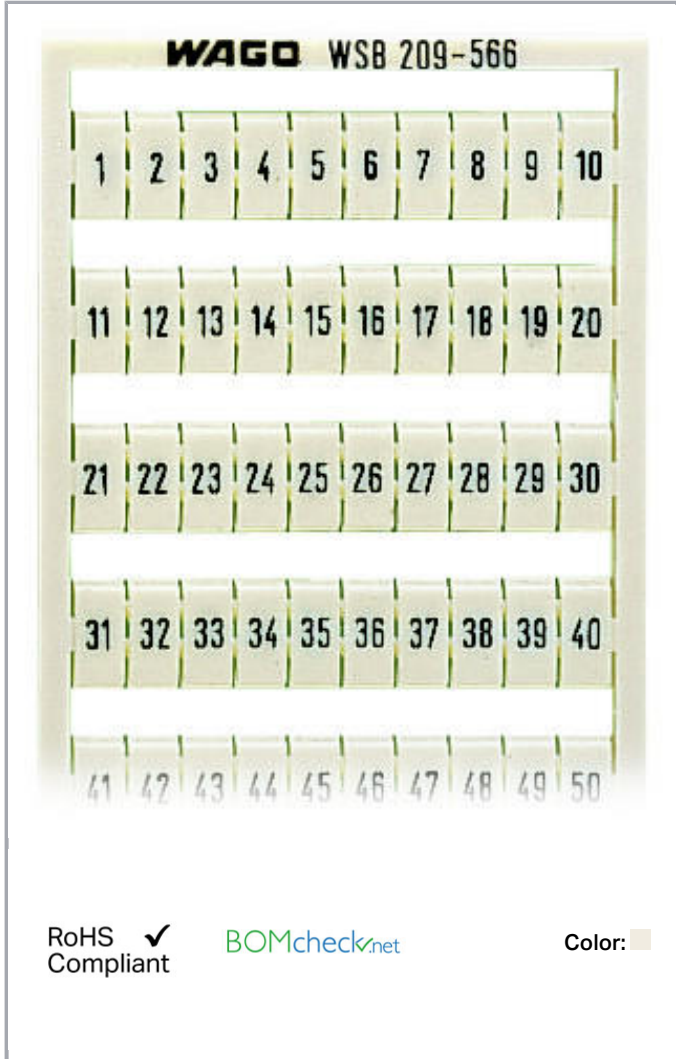 WAGO WSB 209-566
1 2 3 4 5 6 7 8 9 10
11 12 13 14 15 16 17 18 19 20
21 22 23 24 25 26 27 28 29 30
31 32 33 34 35 36 37 38 39 40
41 42 43 44 45 46 47 48 49 50
RoHS ✓
Compliant
BOMcheck.net
Color: